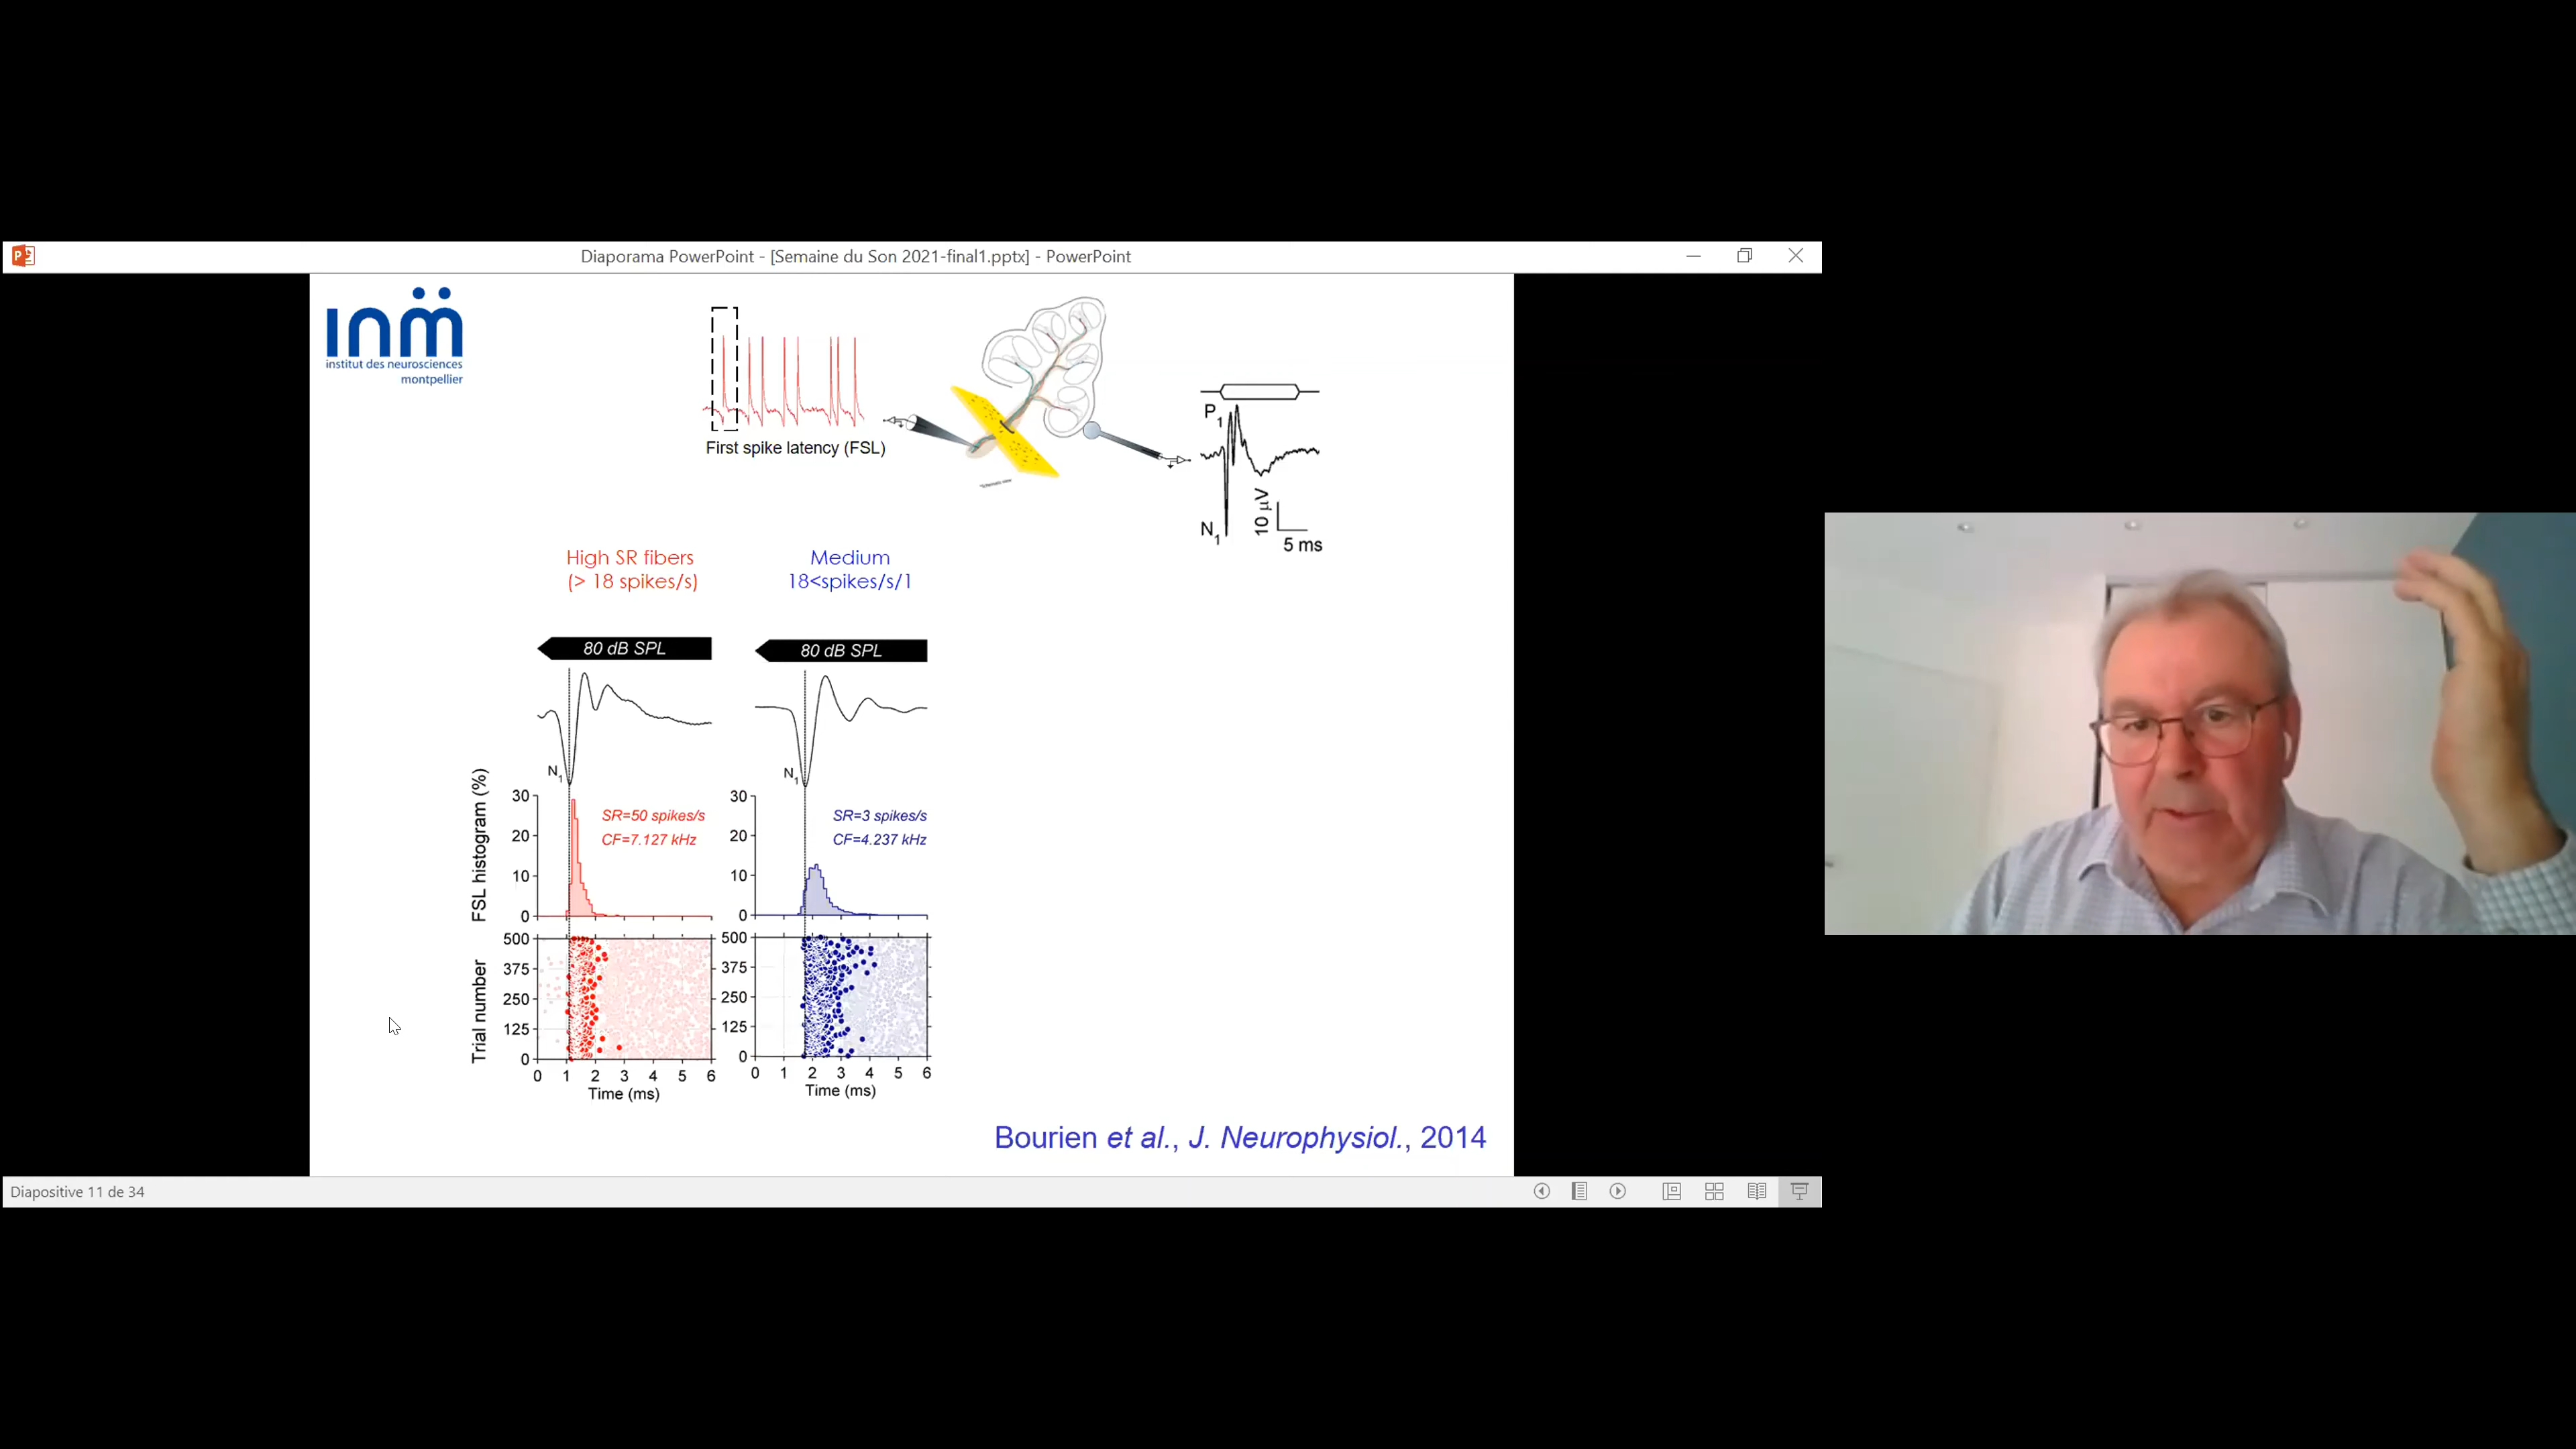 Diaporama PowerPoint - [Semaine du Son 2021-final1.pptx] - PowerPoint
inm
institut des neurosciences
montpellier
First spike latency (FSL)
P1
N1
10 µV
5 ms
High SR fibers
(> 18 spikes/s)
Medium
18<spikes/s/1
80 dB SPL
80 dB SPL
N1
N1
FSL histogram (%)
30
20
10
0
SR=50 spikes/s
CF=7.127 kHz
30
20
10
0
SR=3 spikes/s
CF=4.237 kHz
Trial number
500
375
250
125
0
0 1 2 3 4 5 6
Time (ms)
500
375
250
125
0
0 1 2 3 4 5 6
Time (ms)
Bourien et al., J. Neurophysiol., 2014
Diapositive 11 de 34